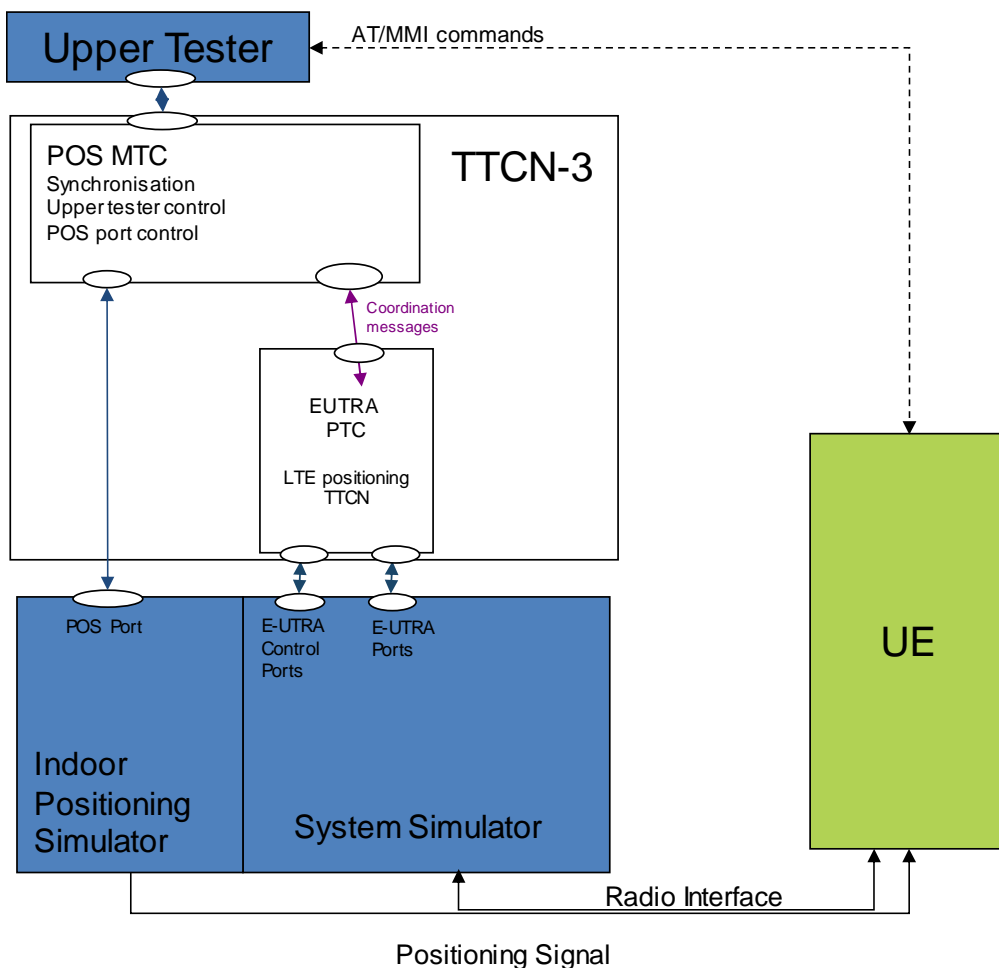 Upper Tester
AT/MMI commands
POS MTC
Synchronisation
Upper tester control
POS port control
TTCN-3
Coordination
messages
EUTRA
PTC
LTE positioning
TTCN
POS Port
E-UTRA
Control
Ports
E-UTRA
Ports
UE
Indoor
Positioning
Simulator
System Simulator
Radio Interface
Positioning Signal